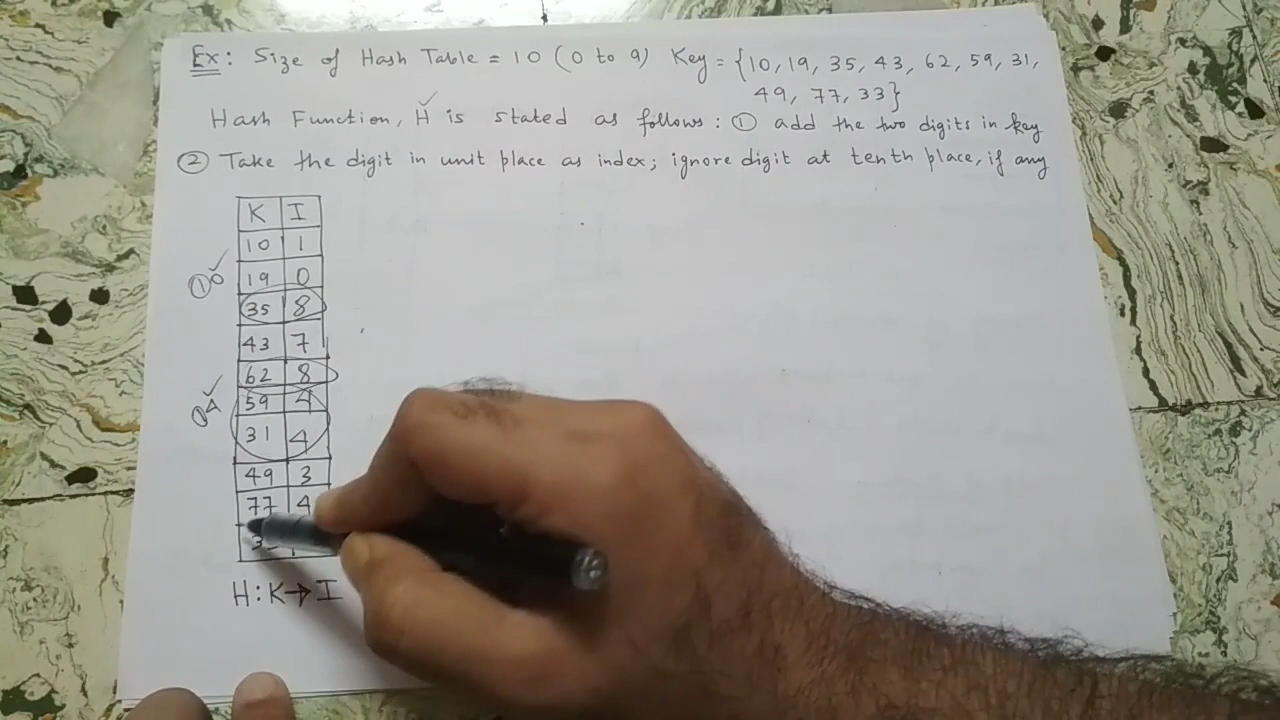 Ex: Size of Hash Table = 10 (0 to 9) Key = {10, 19, 35, 43, 62, 59, 31,
49, 77, 33}
Hash Function, H is stated as follows: ① add the two digits in key
② Take the digit in unit place as index; ignore digit at tenth place, if any
K I
10 1
19 0
①0
35 8
43 7
62 8
59 4
①4
31 4
49 3
77 4
H: K → I